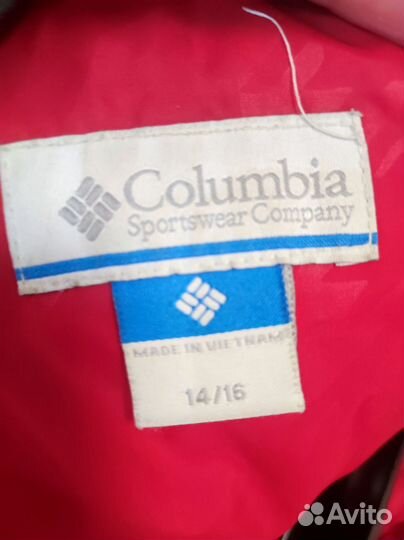 Columbia
Sportswear Company
MADE IN VIETNAM
14/16
Avito